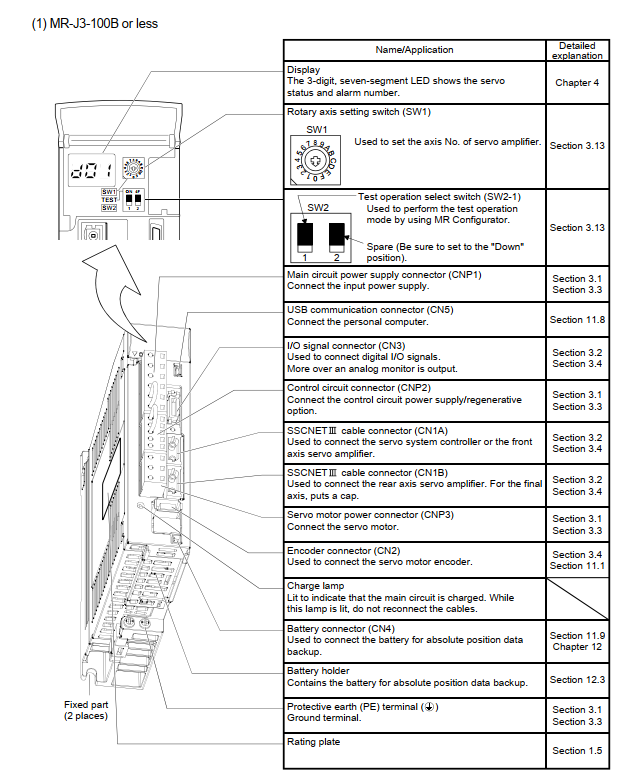 (1) MR-J3-100B or less
Name/Application
Detailed
explanation
Display
The 3-digit, seven-segment LED shows the servo
status and alarm number.
Chapter 4
Rotary axis setting switch (SW1)
SW1
Used to set the axis No. of servo amplifier.
Section 3.13
Test operation select switch (SW2-1)
Used to perform the test operation
mode by using MR Configurator.
SW2
Spare (Be sure to set to the "Down"
position).
1 2
Section 3.13
d01
SW1
TEST
SW2
ON
1 2
Main circuit power supply connector (CNP1)
Connect the input power supply.
Section 3.1
Section 3.3
USB communication connector (CN5)
Connect the personal computer.
Section 11.8
I/O signal connector (CN3)
Used to connect digital I/O signals.
More over an analog monitor is output.
Section 3.2
Section 3.4
Control circuit connector (CNP2)
Connect the control circuit power supply/regenerative
option.
Section 3.1
Section 3.3
SSCNETⅢ cable connector (CN1A)
Used to connect the servo system controller or the front
axis servo amplifier.
Section 3.2
Section 3.4
SSCNETⅢ cable connector (CN1B)
Used to connect the rear axis servo amplifier. For the final
axis, puts a cap.
Section 3.2
Section 3.4
Servo motor power connector (CNP3)
Connect the servo motor.
Section 3.1
Section 3.3
Encoder connector (CN2)
Used to connect the servo motor encoder.
Section 3.4
Section 11.1
Charge lamp
Lit to indicate that the main circuit is charged. While
this lamp is lit, do not reconnect the cables.
Battery connector (CN4)
Used to connect the battery for absolute position data
backup.
Section 11.9
Chapter 12
Battery holder
Contains the battery for absolute position data backup.
Section 12.3
Protective earth (PE) terminal (⏚)
Ground terminal.
Section 3.1
Section 3.3
Rating plate
Section 1.5
Fixed part
(2 places)